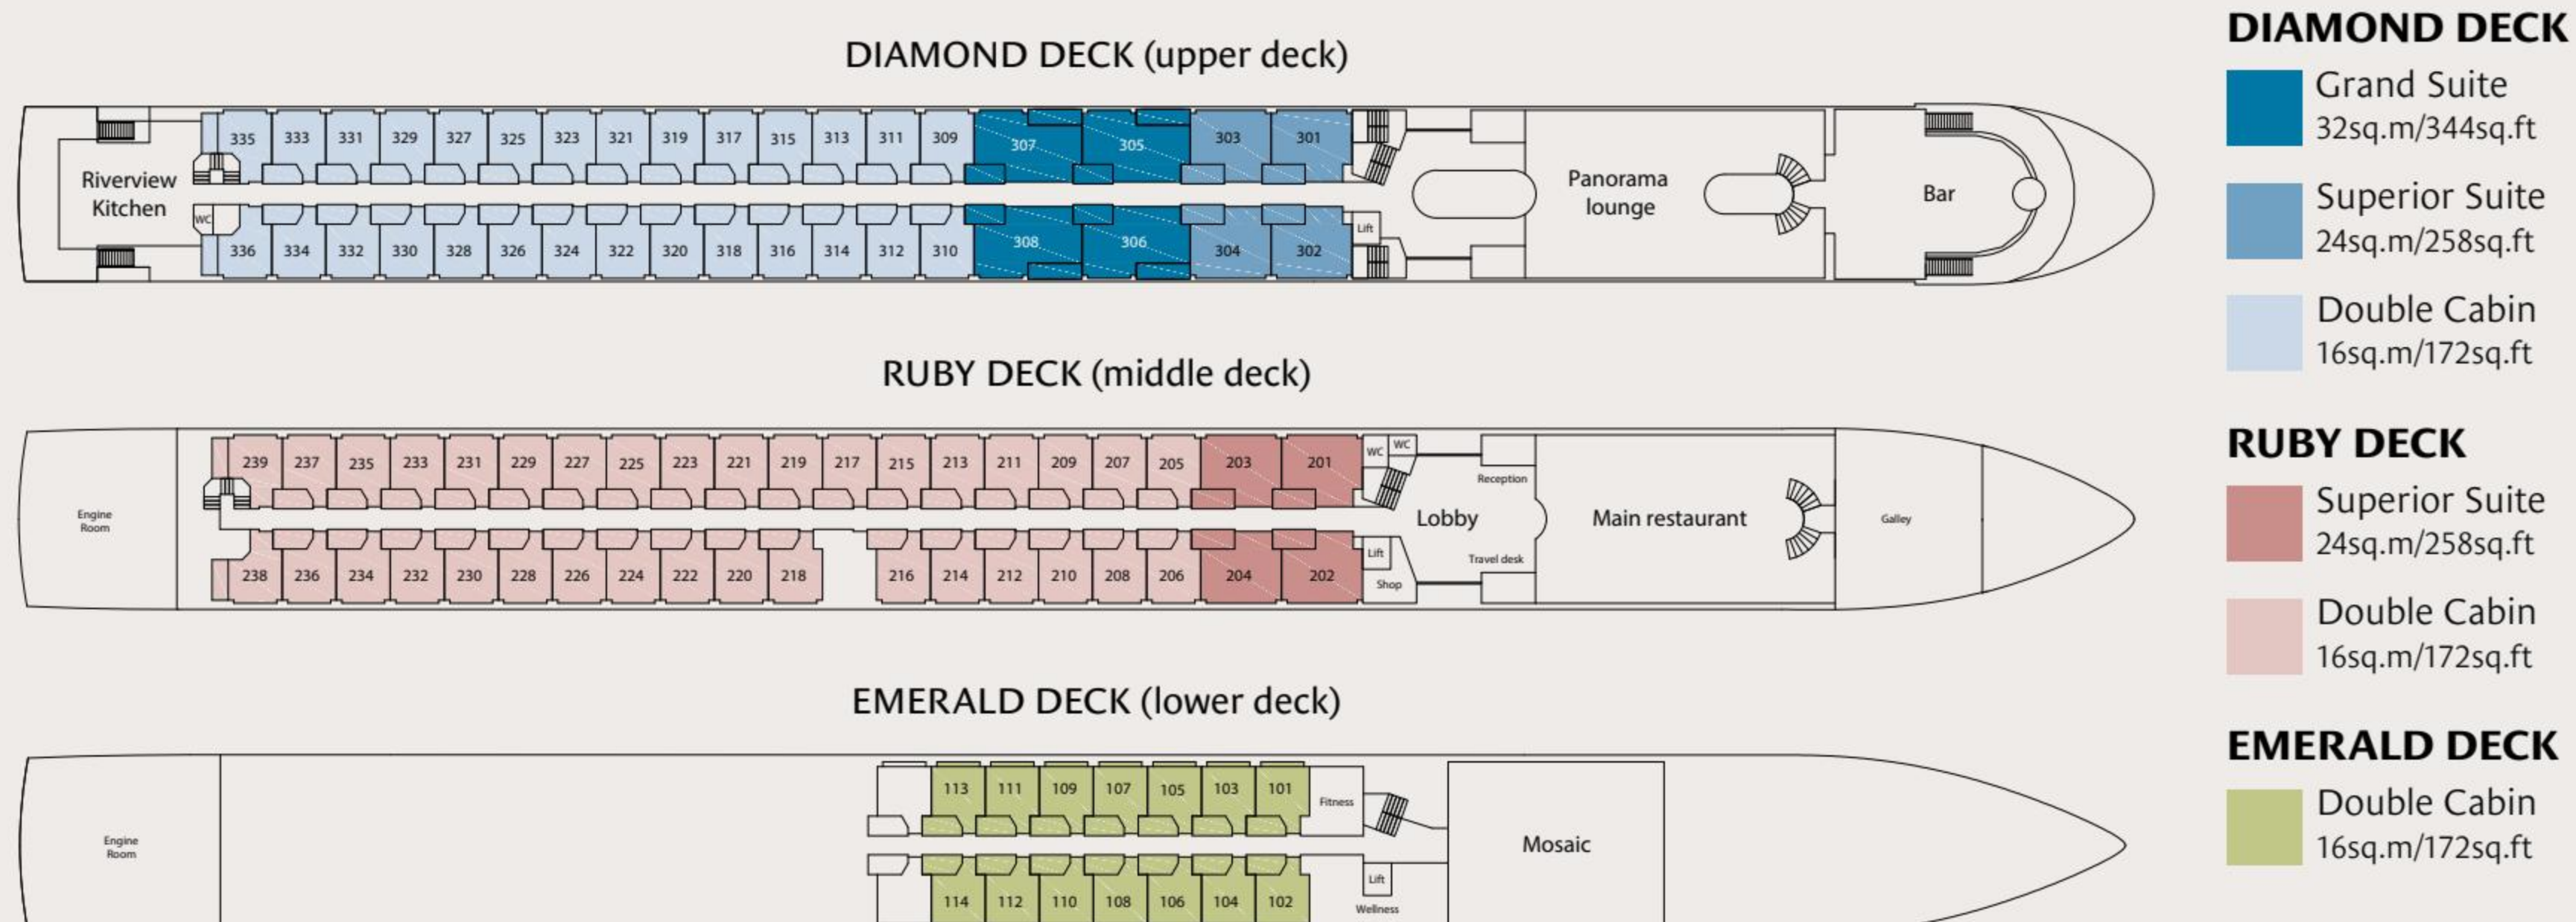 DIAMOND DECK (upper deck)
335 333 331 329 327 325 323 321 319 317 315 313 311 309 307 305 303 301
Riverview
Kitchen
WC
Panorama
lounge
Bar
Lift
336 334 332 330 328 326 324 322 320 318 316 314 312 310 308 306 304 302
RUBY DECK (middle deck)
239 237 235 233 231 229 227 225 223 221 219 217 215 213 211 209 207 205 203 201
WC WC
Reception
Engine
Room
Lobby
Main restaurant
Galley
Lift
Travel desk
Shop
238 236 234 232 230 228 226 224 222 220 218 216 214 212 210 208 206 204 202
EMERALD DECK (lower deck)
113 111 109 107 105 103 101
Fitness
Engine
Room
Mosaic
Lift
Wellness
114 112 110 108 106 104 102
DIAMOND DECK
Grand Suite
32sq.m/344sq.ft
Superior Suite
24sq.m/258sq.ft
Double Cabin
16sq.m/172sq.ft
RUBY DECK
Superior Suite
24sq.m/258sq.ft
Double Cabin
16sq.m/172sq.ft
EMERALD DECK
Double Cabin
16sq.m/172sq.ft